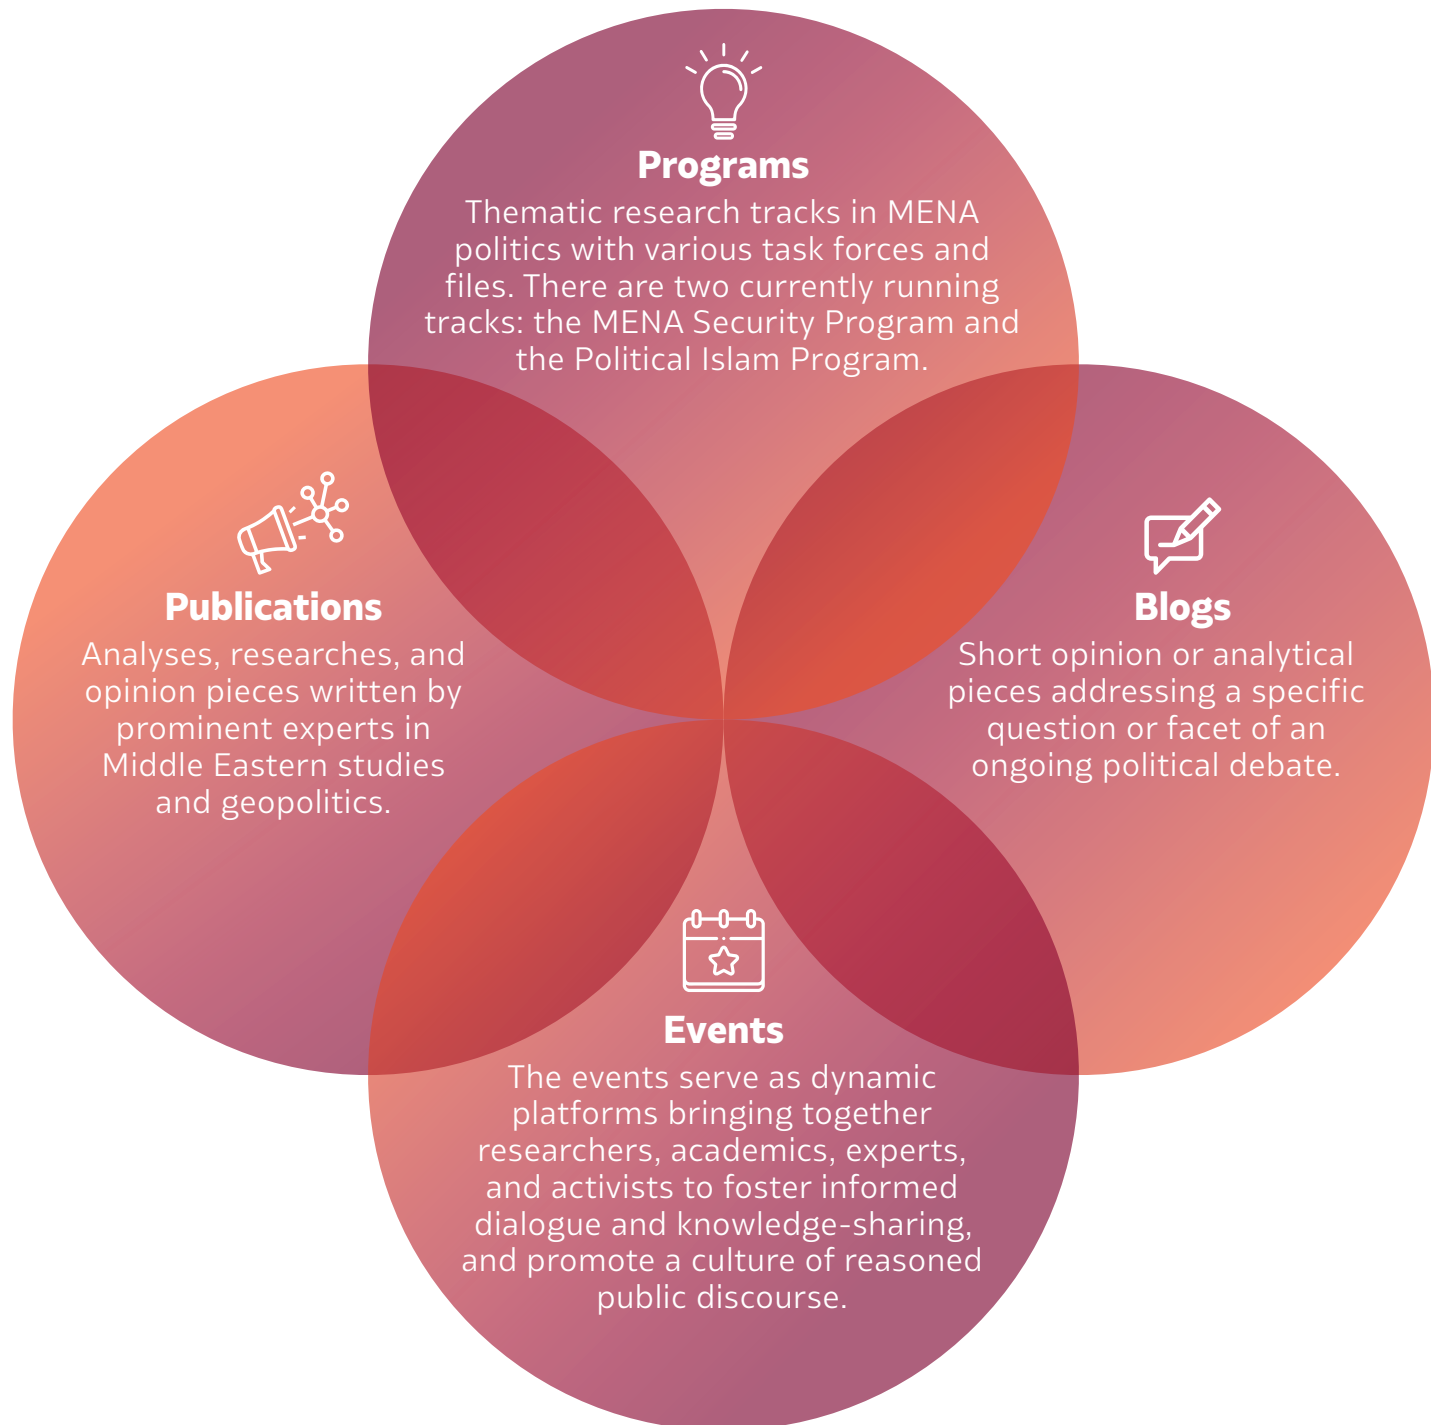 Programs
Thematic research tracks in MENA
politics with various task forces and
files. There are two currently running
tracks: the MENA Security Program and
the Political Islam Program.
Publications
Analyses, researches, and
opinion pieces written by
prominent experts in
Middle Eastern studies
and geopolitics.
Blogs
Short opinion or analytical
pieces addressing a specific
question or facet of an
ongoing political debate.
Events
The events serve as dynamic
platforms bringing together
researchers, academics, experts,
and activists to foster informed
dialogue and knowledge-sharing,
and promote a culture of reasoned
public discourse.